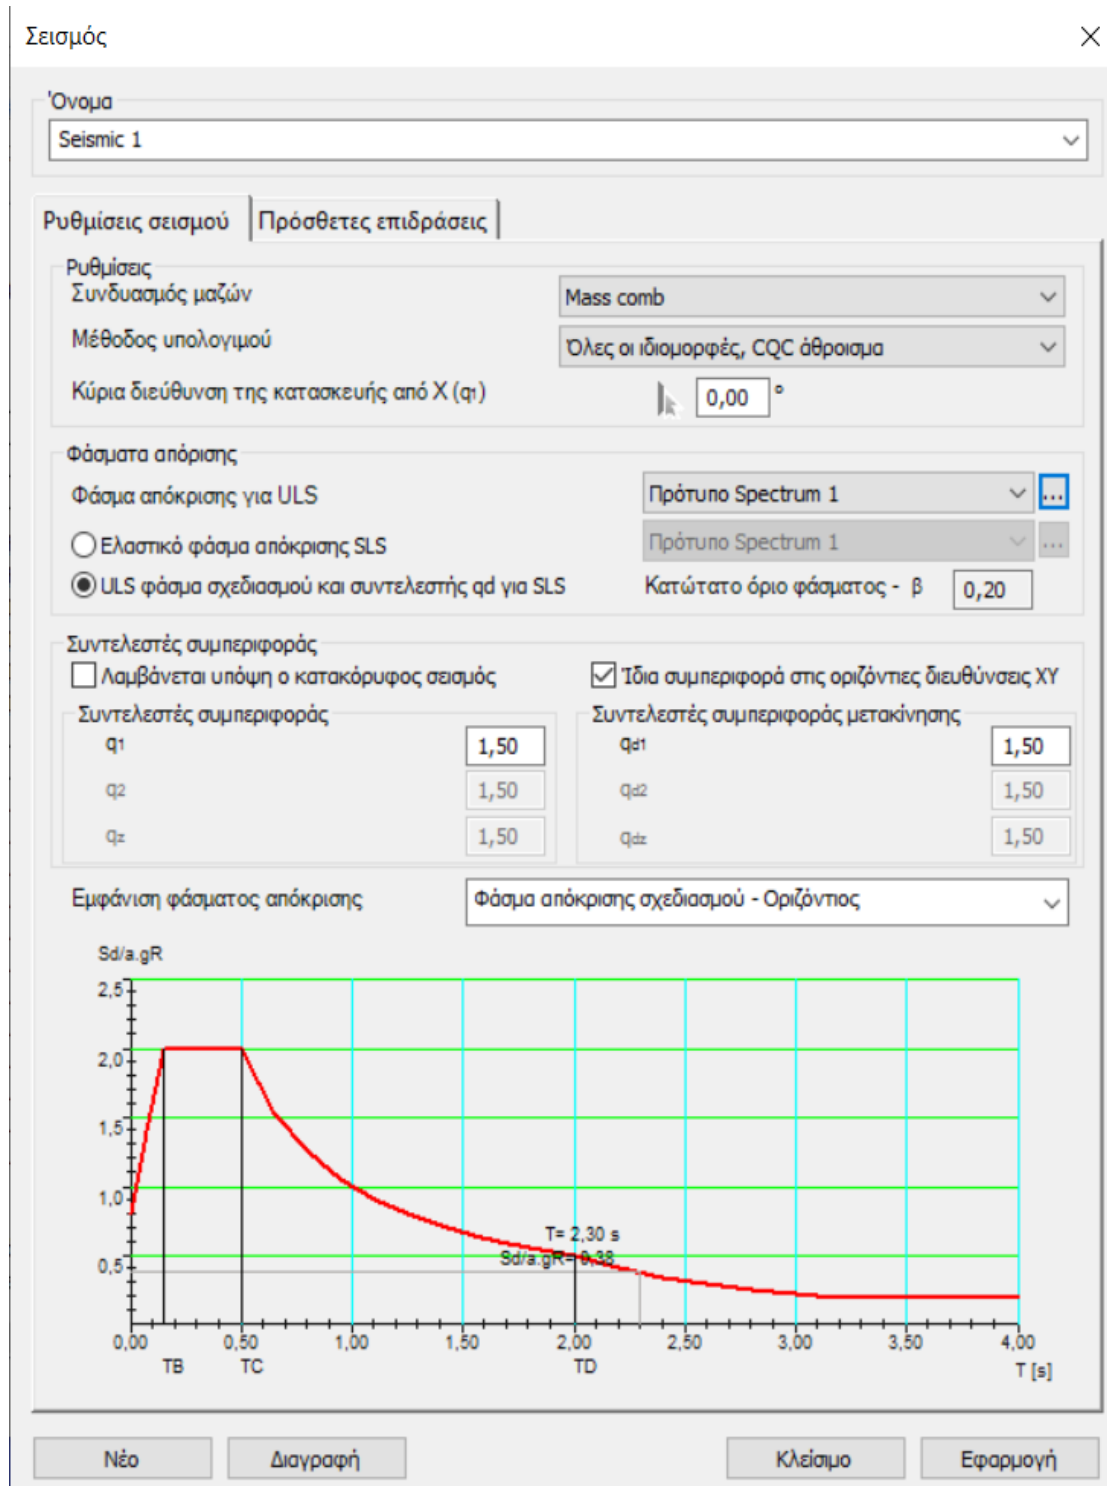 Σεισμός
Όνομα
Seismic 1
Ρυθμίσεις σεισμού Πρόσθετες επιδράσεις
Ρυθμίσεις
Συνδυασμός μαζών Mass comb
Μέθοδος υπολογιμού Όλες οι ιδιομορφές, CQC άθροισμα
Κύρια διεύθυνση της κατασκευής από X (q1) 0,00 °
Φάσματα απόρισης
Φάσμα απόκρισης για ULS Πρότυπο Spectrum 1 ...
Ελαστικό φάσμα απόκρισης SLS Πρότυπο Spectrum 1 ...
ULS φάσμα σχεδιασμού και συντελεστής qd για SLS Κατώτατο όριο φάσματος - β 0,20
Συντελεστές συμπεριφοράς
Λαμβάνεται υπόψη ο κατακόρυφος σεισμός Ίδια συμπεριφορά στις οριζόντιες διευθύνσεις XY
Συντελεστές συμπεριφοράς Συντελεστές συμπεριφοράς μετακίνησης
q1 1,50 qd1 1,50
q2 1,50 qd2 1,50
qz 1,50 qdz 1,50
Εμφάνιση φάσματος απόκρισης Φάσμα απόκρισης σχεδιασμού - Οριζόντιος
Sd/a.gR
2,5
2,0
1,5
1,0
T= 2,30 s
Sd/a.gR= 0,38
0,5
0,00 0,50 1,00 1,50 2,00 2,50 3,00 3,50 4,00
TB TC TD T [s]
Νέο Διαγραφή Κλείσιμο Εφαρμογή